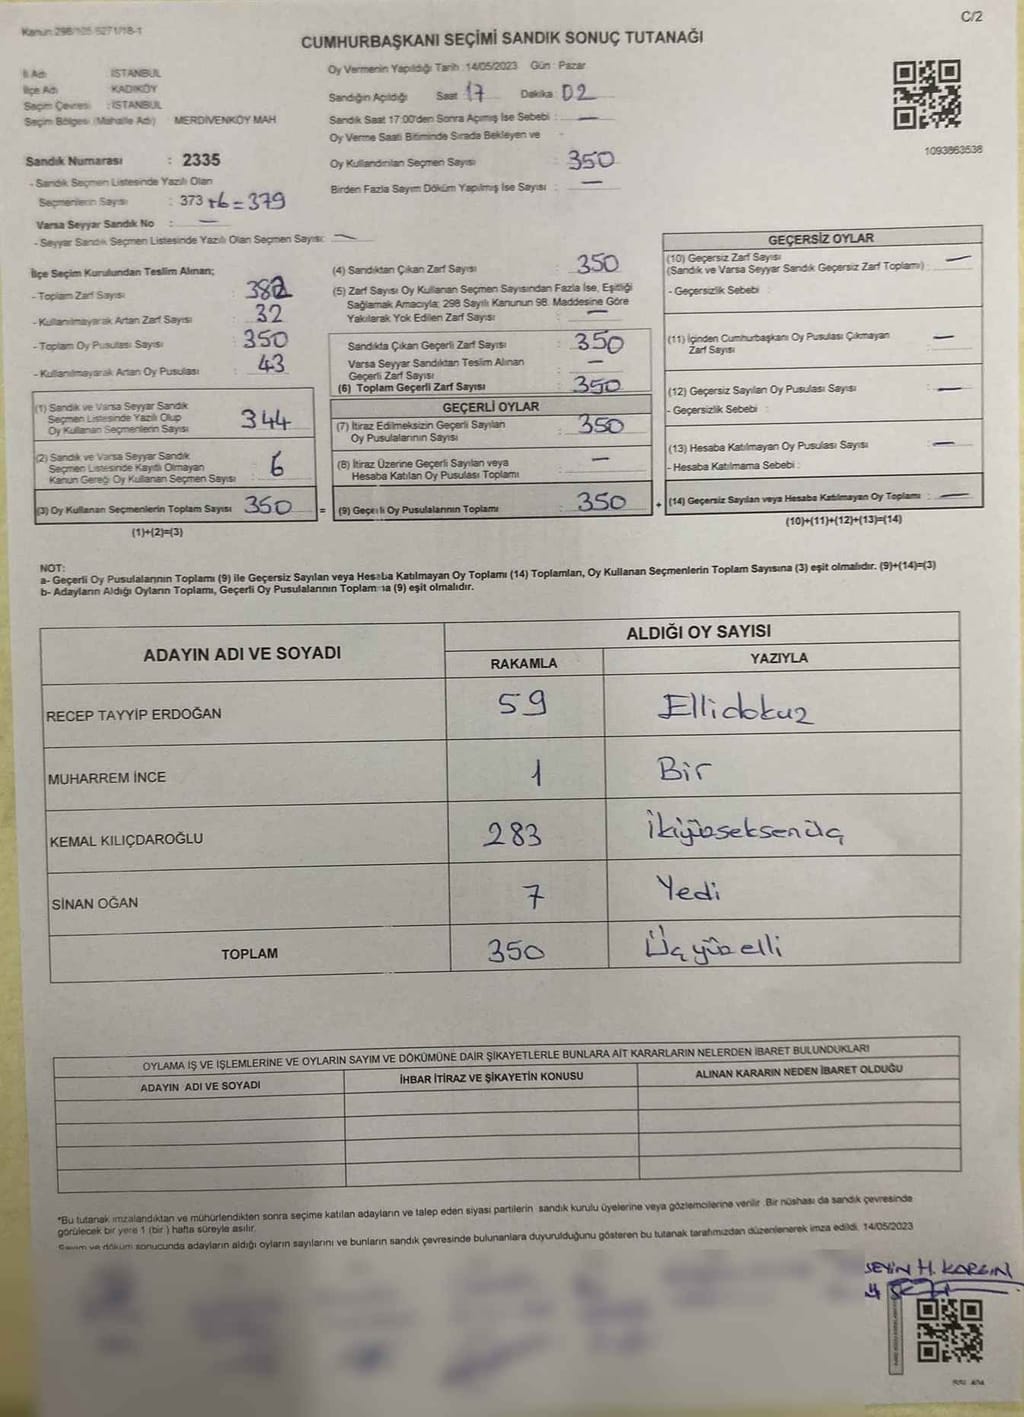 C/2
Kanun: 298/105 5271/18-1
CUMHURBAŞKANI SEÇİMİ SANDIK SONUÇ TUTANAĞI
İl Adı : İSTANBUL
İlçe Adı : KADIKÖY
Seçim Çevresi : İSTANBUL
Seçim Bölgesi (Mahalle Adı) MERDİVENKÖY MAH
Sandık Numarası : 2335
- Sandık Seçmen Listesinde Yazılı Olan
Seçmenlerin Sayısı : 373 +6 = 379
Varsa Seyyar Sandık No : —
- Seyyar Sandık Seçmen Listesinde Yazılı Olan Seçmen Sayısı: —
Oy Vermenin Yapıldığı Tarih :14/05/2023 Gün : Pazar
Sandığın Açıldığı Saat : 17 Dakika : 02
Sandık Saat 17:00'den Sonra Açımış İse Sebebi : —
Oy Verme Saati Bitiminde Sırada Bekleyen ve
Oy Kullandırılan Seçmen Sayısı : 350
Birden Fazla Sayım Döküm Yapılmış İse Sayısı : —
1093863538
İlçe Seçim Kurulundan Teslim Alınan;
- Toplam Zarf Sayısı : 382
- Kullanılmayarak Artan Zarf Sayısı : 32
- Toplam Oy Pusulası Sayısı : 350
- Kullanılmayarak Artan Oy Pusulası : 43
(1) Sandık ve Varsa Seyyar Sandık
Seçmen Listesinde Yazılı Olup
Oy Kullanan Seçmenlerin Sayısı 344
(2) Sandık ve Varsa Seyyar Sandık
Seçmen Listesinde Kayıtlı Olmayan
Kanun Gereği Oy Kullanan Seçmen Sayısı : 6
(3) Oy Kullanan Seçmenlerin Toplam Sayısı 350 =
(1)+(2)=(3)
(4) Sandıktan Çıkan Zarf Sayısı : 350
(5) Zarf Sayısı Oy Kullanan Seçmen Sayısından Fazla İse, Eşitliği
Sağlamak Amacıyla; 298 Sayılı Kanunun 98. Maddesine Göre
Yakılarak Yok Edilen Zarf Sayısı : —
Sandıkta Çıkan Geçerli Zarf Sayısı : 350
Varsa Seyyar Sandıktan Teslim Alınan
Geçerli Zarf Sayısı : —
(6) Toplam Geçerli Zarf Sayısı : 350
GEÇERLİ OYLAR
(7) İtiraz Edilmeksizin Geçerli Sayılan
Oy Pusulalarının Sayısı : 350
(8) İtiraz Üzerine Geçerli Sayılan veya
Hesaba Katılan Oy Pusulası Toplamı : —
(9) Geçerli Oy Pusulalarının Toplamı : 350 +
GEÇERSİZ OYLAR
(10) Geçersiz Zarf Sayısı
(Sandık ve Varsa Seyyar Sandık Geçersiz Zarf Toplamı) : —
- Geçersizlik Sebebi :
(11) İçinden Cumhurbaşkanı Oy Pusulası Çıkmayan
Zarf Sayısı : —
(12) Geçersiz Sayılan Oy Pusulası Sayısı : —
- Geçersizlik Sebebi :
(13) Hesaba Katılmayan Oy Pusulası Sayısı : —
- Hesaba Katılmama Sebebi :
(14) Geçersiz Sayılan veya Hesaba Katılmayan Oy Toplamı : —
(10)+(11)+(12)+(13)=(14)
NOT:
a- Geçerli Oy Pusulalarının Toplamı (9) ile Geçersiz Sayılan veya Hesaba Katılmayan Oy Toplamı (14) Toplamları, Oy Kullanan Seçmenlerin Toplam Sayısına (3) eşit olmalıdır. (9)+(14)=(3)
b- Adayların Aldığı Oyların Toplamı, Geçerli Oy Pusulalarının Toplamına (9) eşit olmalıdır.
ADAYIN ADI VE SOYADI
ALDIĞI OY SAYISI
RAKAMLA YAZIYLA
RECEP TAYYİP ERDOĞAN 59 Ellidokuz
MUHARREM İNCE 1 Bir
KEMAL KILIÇDAROĞLU 283 İkiyüzseksenüç
SİNAN OĞAN 7 Yedi
TOPLAM 350 Üçyüzelli
OYLAMA İŞ VE İŞLEMLERİNE VE OYLARIN SAYIM VE DÖKÜMÜNE DAİR ŞİKAYETLERLE BUNLARA AİT KARARLARIN NELERDEN İBARET BULUNDUKLARI
ADAYIN ADI VE SOYADI İHBAR İTİRAZ VE ŞİKAYETİN KONUSU ALINAN KARARIN NEDEN İBARET OLDUĞU
*Bu tutanak imzalandıktan ve mühürlendikten sonra seçime katılan adayların ve talep eden siyasi partilerin sandık kurulu üyelerine veya gözlemcilerine verilir. Bir nüshası da sandık çevresinde
görülecek bir yere 1 (bir ) hafta süreyle asılır.
Sayım ve döküm sonucunda adayların aldığı oyların sayılarını ve bunların sandık çevresinde bulunanlara duyurulduğunu gösteren bu tutanak tarafımızdan düzenlenerek imza edildi. 14/05/2023
SEYİN H. KARGIN